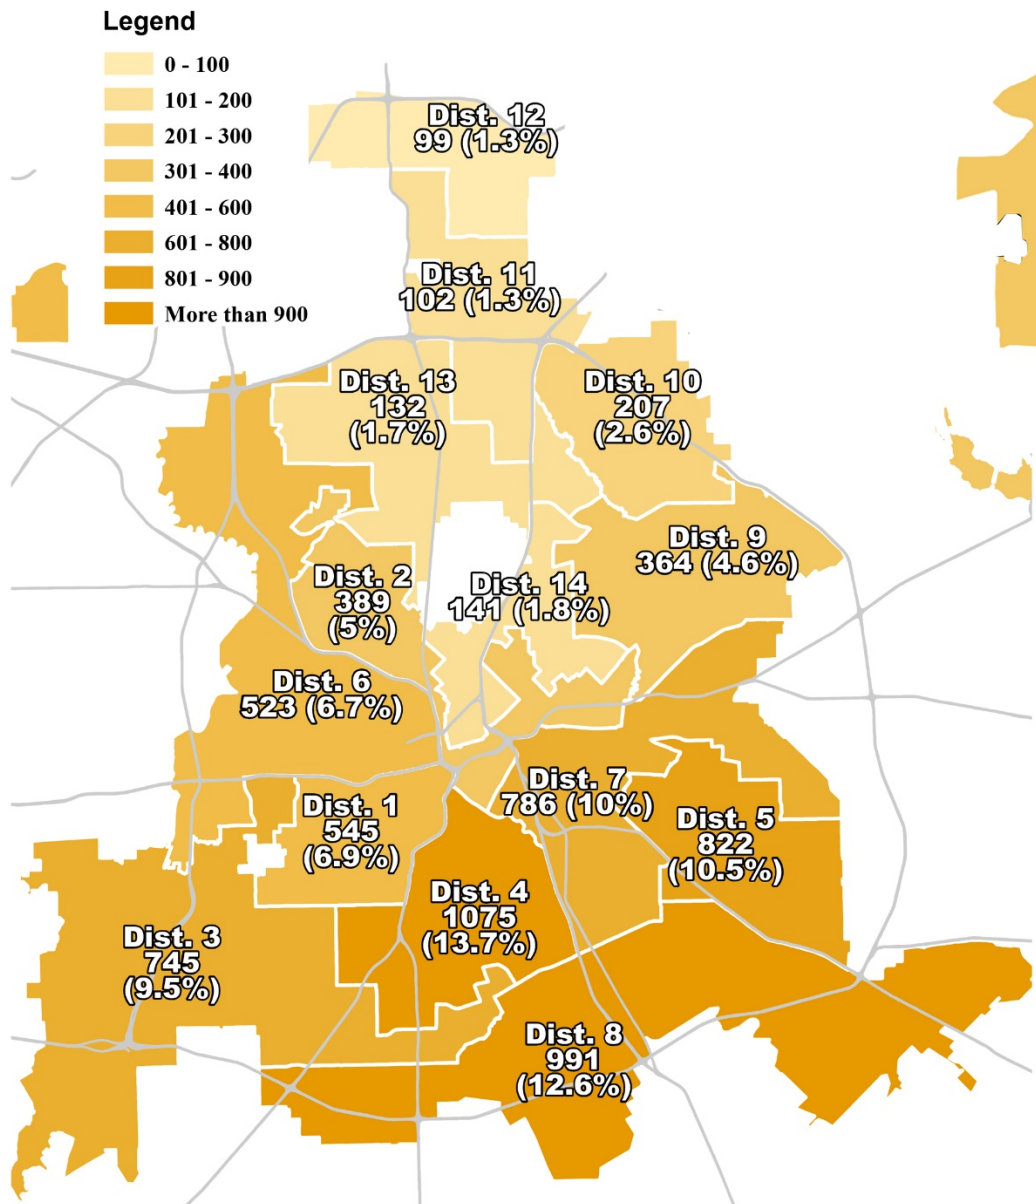 Legend
0 - 100
101 - 200
201 - 300
301 - 400
401 - 600
601 - 800
801 - 900
More than 900
Dist. 12
99 (1.3%)
Dist. 11
102 (1.3%)
Dist. 13
132
(1.7%)
Dist. 10
207
(2.6%)
Dist. 9
364 (4.6%)
Dist. 2
389
(5%)
Dist. 14
141 (1.8%)
Dist. 6
523 (6.7%)
Dist. 7
786 (10%)
Dist. 1
545
(6.9%)
Dist. 5
822
(10.5%)
Dist. 4
1075
(13.7%)
Dist. 3
745
(9.5%)
Dist. 8
991
(12.6%)